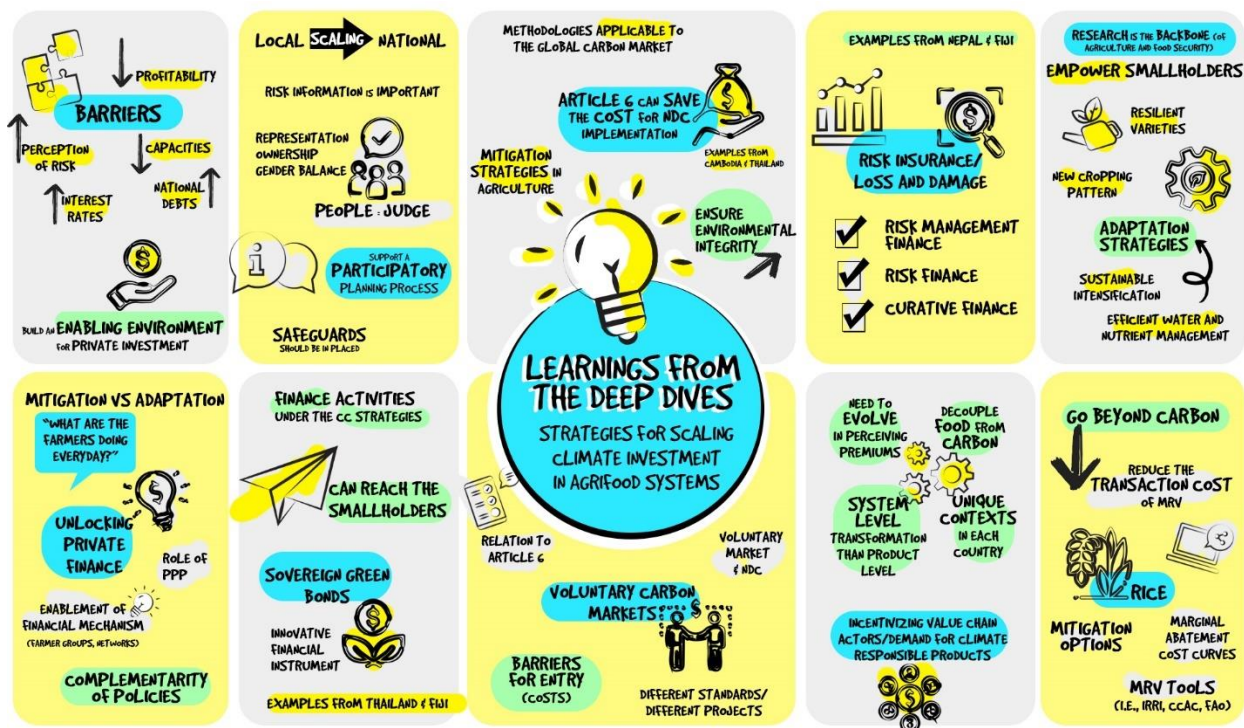 PROFITABILITY
BARRIERS
PERCEPTION
OF RISK
CAPACITIES
INTEREST
RATES
NATIONAL
DEBTS
$
BUILD AN ENABLING ENVIRONMENT
FOR PRIVATE INVESTMENT
LOCAL SCALING NATIONAL
RISK INFORMATION IS IMPORTANT
REPRESENTATION
OWNERSHIP
GENDER BALANCE
PEOPLE : JUDGE
i
SUPPORT A
PARTICIPATORY
PLANNING PROCESS
SAFEGUARDS
SHOULD BE IN PLACED
METHODOLOGIES APPLICABLE TO
THE GLOBAL CARBON MARKET
ARTICLE 6 CAN SAVE
THE COST FOR NDC
IMPLEMENTATION
$
EXAMPLES FROM
CAMBODIA & THAILAND
MITIGATION
STRATEGIES IN
AGRICULTURE
ENSURE
ENVIRONMENTAL
INTEGRITY
EXAMPLES FROM NEPAL & FIJI
$
RISK INSURANCE/
LOSS AND DAMAGE
RISK MANAGEMENT
FINANCE
RISK FINANCE
CURATIVE FINANCE
RESEARCH IS THE BACKBONE (OF
AGRICULTURE AND FOOD SECURITY)
EMPOWER SMALLHOLDERS
RESILIENT
VARIETIES
NEW CROPPING
PATTERN
ADAPTATION
STRATEGIES
SUSTAINABLE
INTENSIFICATION
EFFICIENT WATER AND
NUTRIENT MANAGEMENT
LEARNINGS FROM
THE DEEP DIVES
STRATEGIES FOR SCALING
CLIMATE INVESTMENT
IN AGRIFOOD SYSTEMS
MITIGATION VS ADAPTATION
"WHAT ARE THE
FARMERS DOING
EVERYDAY?"
$
UNLOCKING
PRIVATE
FINANCE
ROLE OF
PPP
ENABLEMENT OF
FINANCIAL MECHANISM
(FARMER GROUPS, NETWORKS)
COMPLEMENTARITY
OF POLICIES
FINANCE ACTIVITIES
UNDER THE CC STRATEGIES
CAN REACH THE
SMALLHOLDERS
SOVEREIGN GREEN
BONDS
$
INNOVATIVE
FINANCIAL
INSTRUMENT
EXAMPLES FROM THAILAND & FIJI
RELATION TO
ARTICLE 6
VOLUNTARY
MARKET
& NDC
VOLUNTARY CARBON
MARKETS
$
BARRIERS
FOR ENTRY
(COSTS)
DIFFERENT STANDARDS/
DIFFERENT PROJECTS
NEED TO
EVOLVE
IN PERCEIVING
PREMIUMS
DECOUPLE
FOOD FROM
CARBON
SYSTEM
LEVEL
TRANSFORMATION
THAN PRODUCT
LEVEL
UNIQUE
CONTEXTS
IN EACH
COUNTRY
INCENTIVIZING VALUE CHAIN
ACTORS/DEMAND FOR CLIMATE
RESPONSIBLE PRODUCTS
$
GO BEYOND CARBON
REDUCE THE
TRANSACTION COST
OF MRV
RICE
MITIGATION
OPTIONS
MARGINAL
ABATEMENT
COST CURVES
MRV TOOLS
(I.E., IRRI, CCAC, FAO)